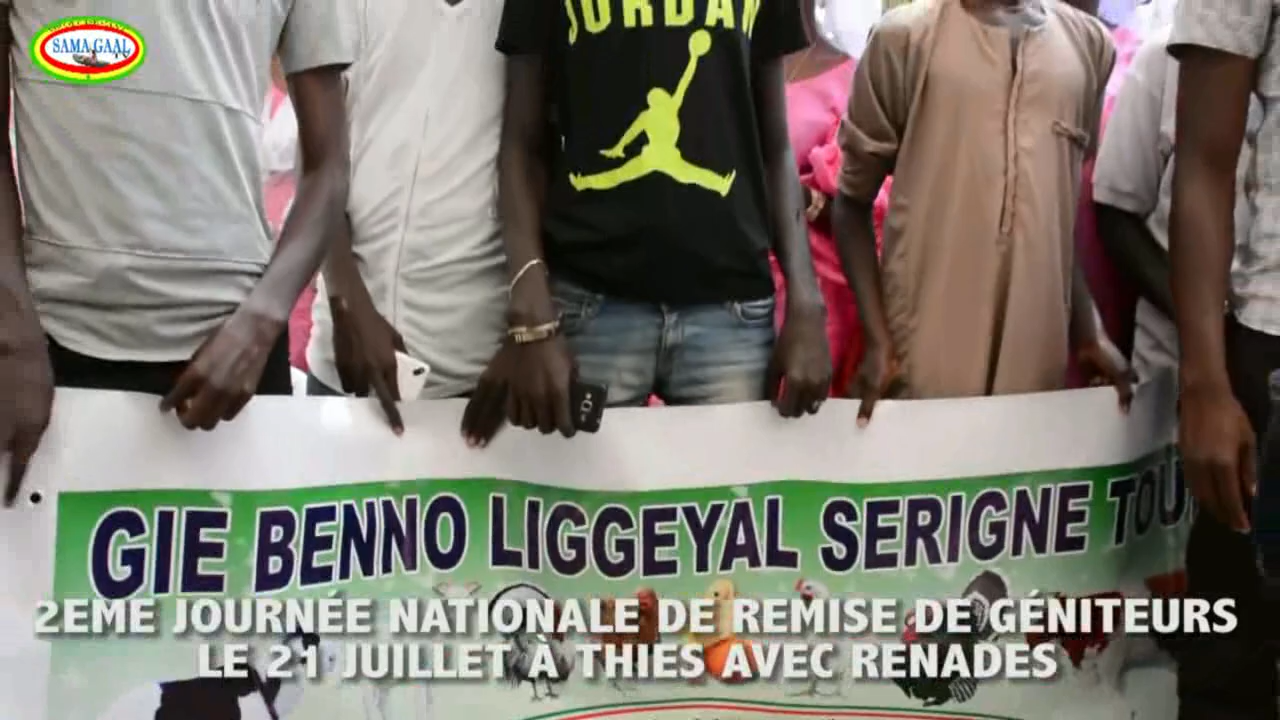 SAMA GAAL
JORDAN
GIE BENNO LIGGEYAL SERIGNE
2EME JOURNÉE NATIONALE DE REMISE DE GÉNITEURS
LE 21 JUILLET À THIES AVEC RENADES